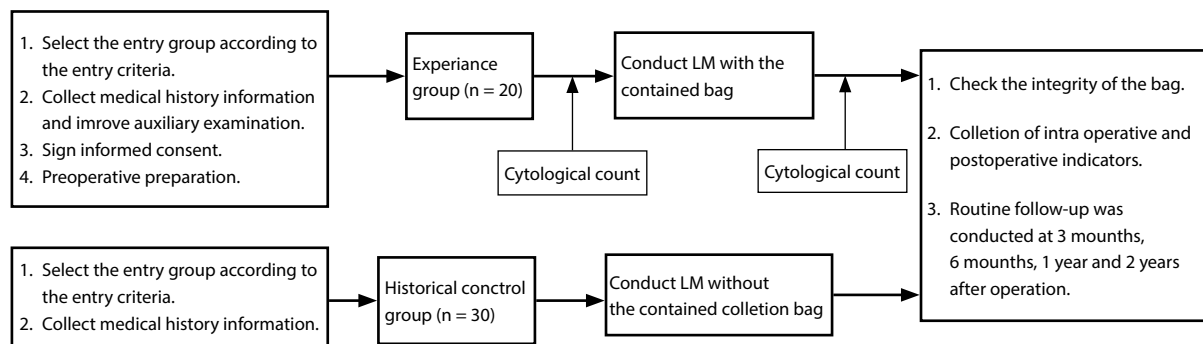 1. Select the entry group according to
the entry criteria.
2. Collect medical history information
and imrove auxiliary examination.
3. Sign informed consent.
4. Preoperative preparation.
Experiance
group (n = 20)
Cytological count
Conduct LM with the
contained bag
Cytological count
1. Select the entry group according to
the entry criteria.
2. Collect medical history information.
Historical conctrol
group (n = 30)
Conduct LM without
the contained colletion bag
1. Check the integrity of the bag.
2. Colletion of intra operative and
postoperative indicators.
3. Routine follow-up was
conducted at 3 mounths,
6 mounths, 1 year and 2 years
after operation.